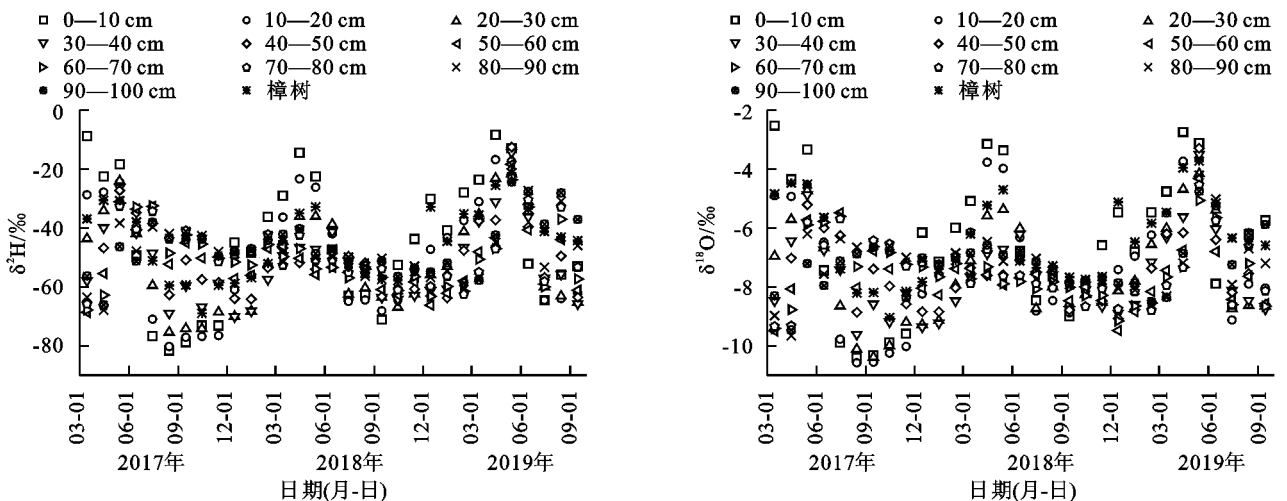 0—10 cm 10—20 cm 20—30 cm
30—40 cm 40—50 cm 50—60 cm
60—70 cm 70—80 cm 80—90 cm
90—100 cm 樟树
0
-20
-40
-60
-80
δ²H/‰
03-01 06-01 09-01 12-01 03-01 06-01 09-01 12-01 03-01 06-01 09-01
2017年 2018年 2019年
日期(月-日)
0—10 cm 10—20 cm 20—30 cm
30—40 cm 40—50 cm 50—60 cm
60—70 cm 70—80 cm 80—90 cm
90—100 cm 樟树
-2
-4
-6
-8
-10
δ¹⁸O/‰
03-01 06-01 09-01 12-01 03-01 06-01 09-01 12-01 03-01 06-01 09-01
2017年 2018年 2019年
日期(月-日)